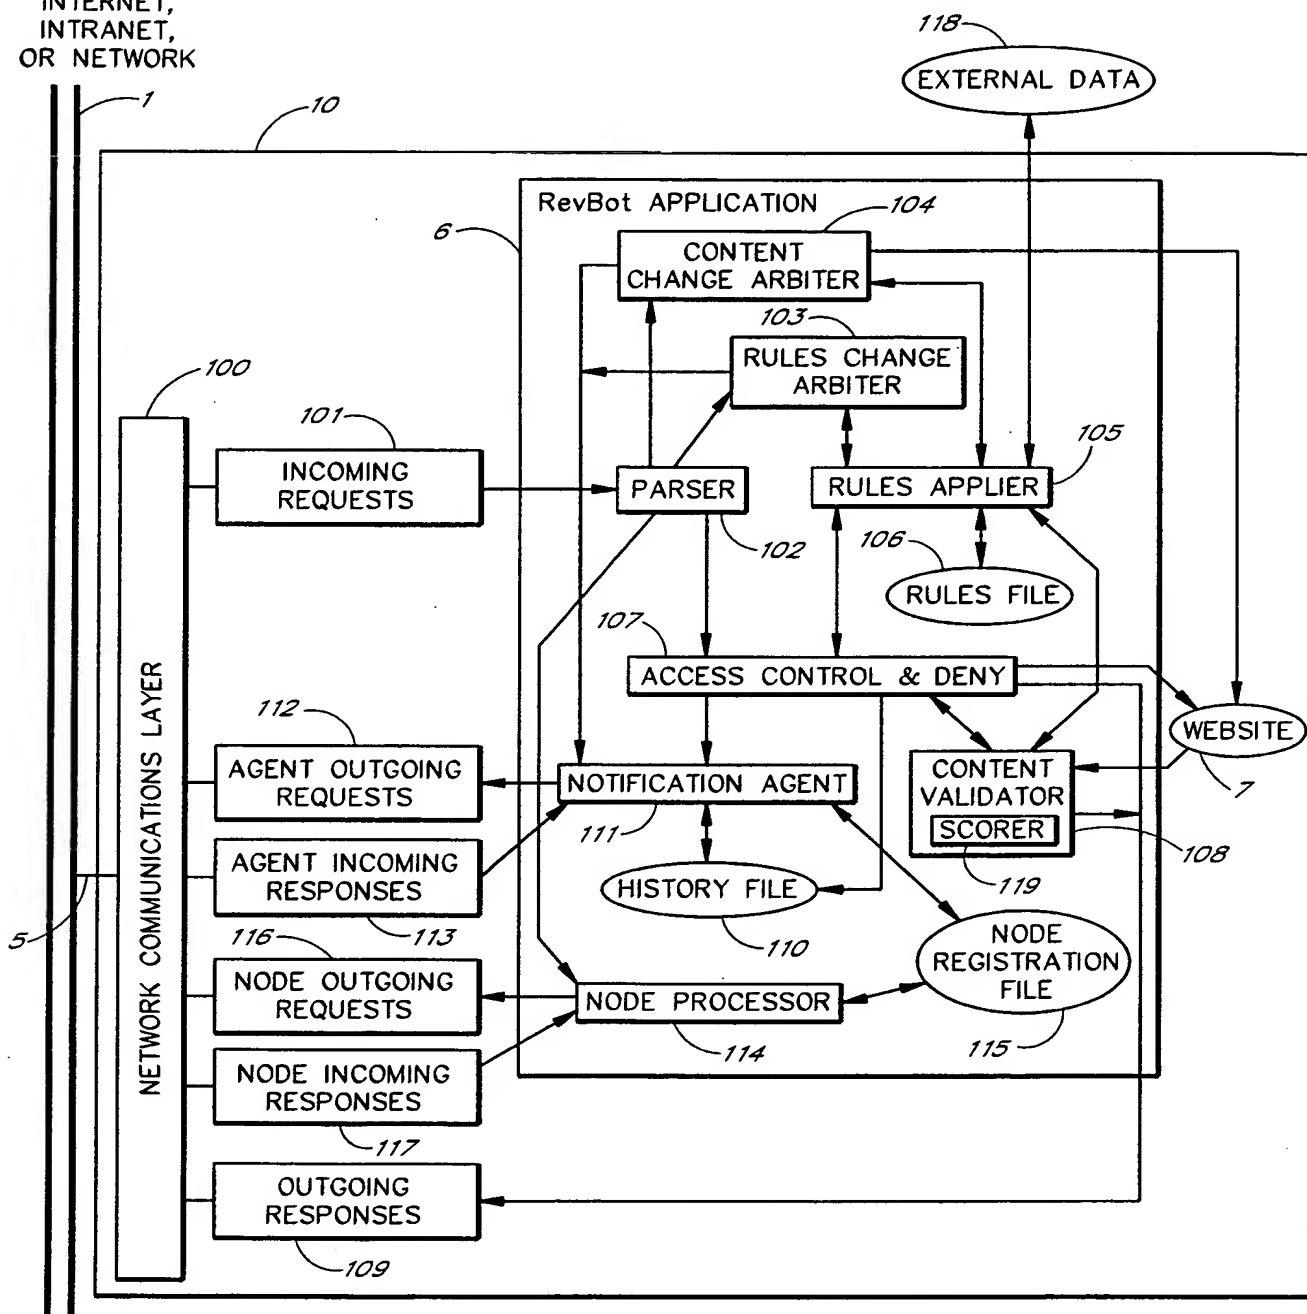 INTERNET,
INTRANET,
OR NETWORK
1
10
118
EXTERNAL DATA
RevBot APPLICATION
6
104
CONTENT
CHANGE ARBITER
103
RULES CHANGE
ARBITER
100
101
INCOMING
REQUESTS
PARSER
102
105
RULES APPLIER
106
RULES FILE
107
ACCESS CONTROL & DENY
NETWORK COMMUNICATIONS LAYER
112
AGENT OUTGOING
REQUESTS
NOTIFICATION AGENT
111
CONTENT
VALIDATOR
SCORER
119
108
WEBSITE
7
AGENT INCOMING
RESPONSES
113
HISTORY FILE
110
5
116
NODE OUTGOING
REQUESTS
NODE PROCESSOR
114
NODE
REGISTRATION
FILE
115
NODE INCOMING
RESPONSES
117
OUTGOING
RESPONSES
109